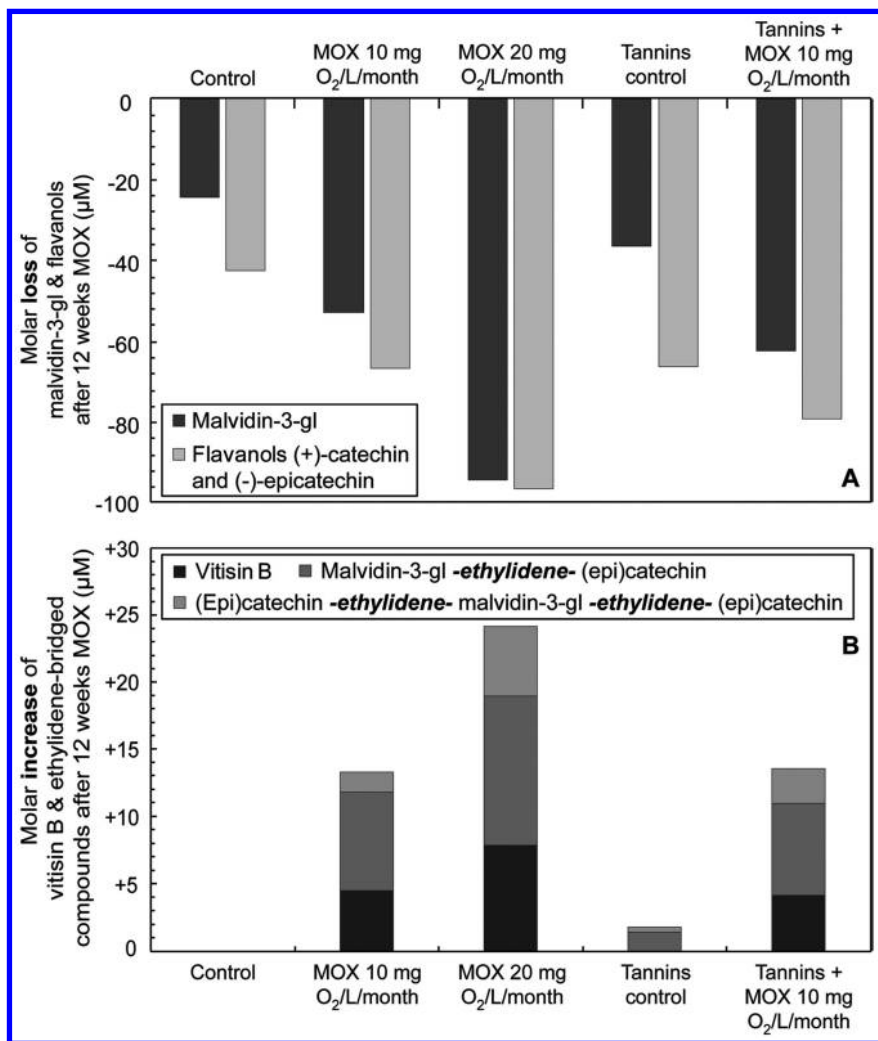 Control
MOX 10 mg
O₂/L/month
MOX 20 mg
O₂/L/month
Tannins
control
Tannins +
MOX 10 mg
O₂/L/month
Molar loss of
malvidin-3-gl & flavanols
after 12 weeks MOX (µM)
0
-20
-40
-60
-80
-100
Malvidin-3-gl
Flavanols (+)-catechin
and (-)-epicatechin
A
Molar increase of
vitisin B & ethylidene-bridged
compounds after 12 weeks MOX (µM)
+30
+25
+20
+15
+10
+5
0
Vitisin B Malvidin-3-gl -ethylidene- (epi)catechin
(Epi)catechin -ethylidene- malvidin-3-gl -ethylidene- (epi)catechin
B
Control
MOX 10 mg
O₂/L/month
MOX 20 mg
O₂/L/month
Tannins
control
Tannins +
MOX 10 mg
O₂/L/month